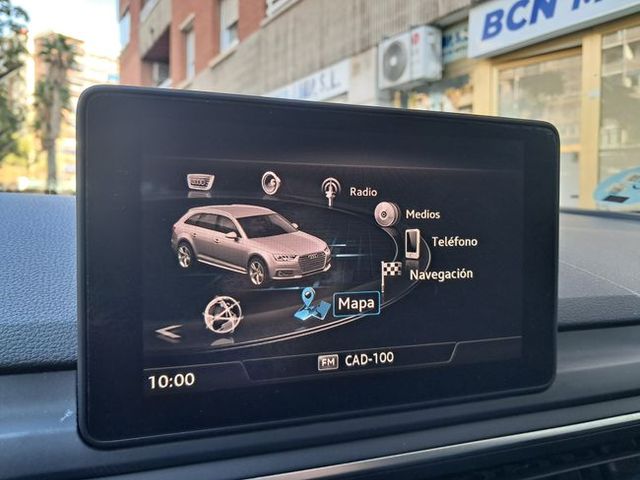 BCN M
S.L.
Radio
Medios
Teléfono
Navegación
Mapa
FM CAD-100
10:00